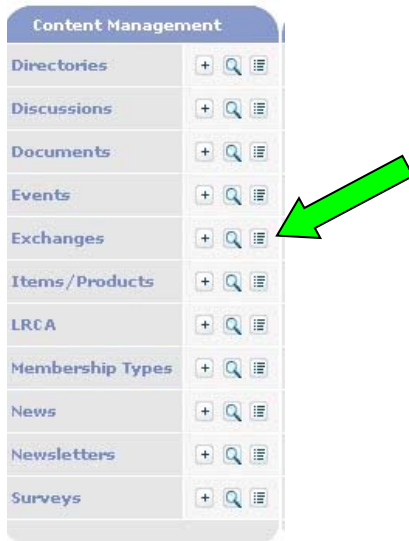 Content Management
Directories
Discussions
Documents
Events
Exchanges
Items/Products
LRCA
Membership Types
News
Newsletters
Surveys